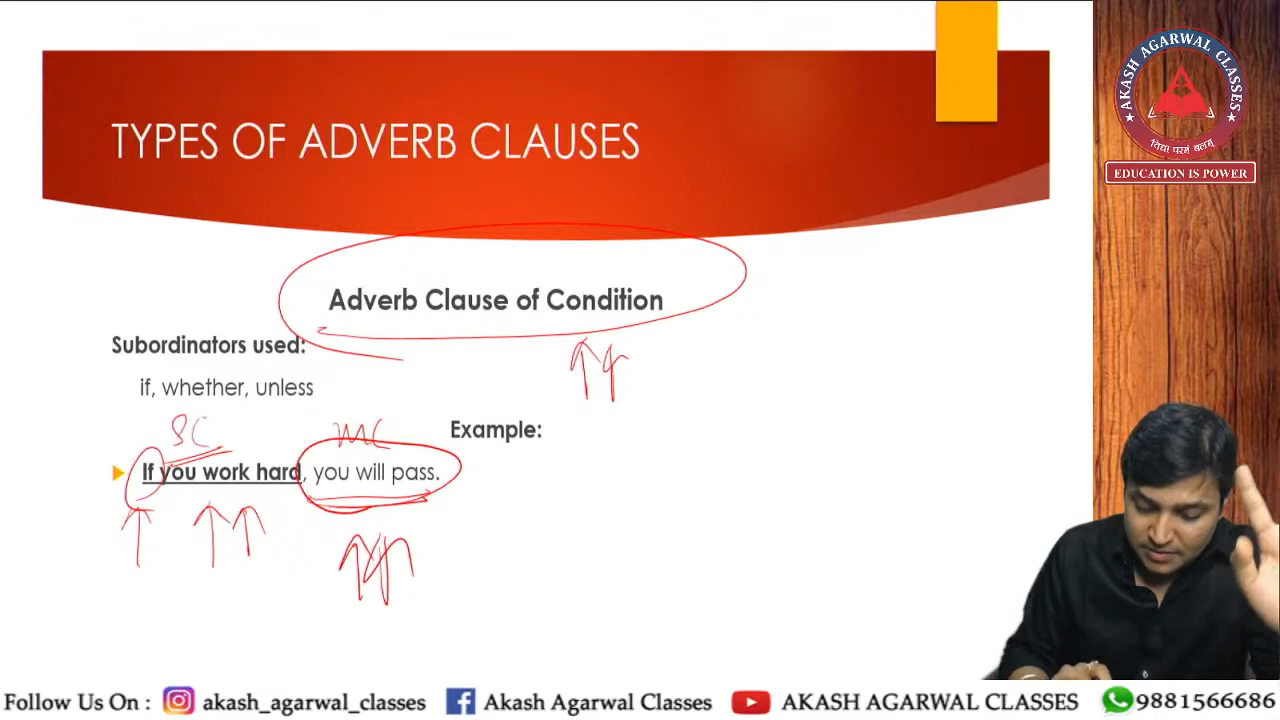 TYPES OF ADVERB CLAUSES
AKASH AGARWAL CLASSES
विद्या परमं बलम्
EDUCATION IS POWER
Adverb Clause of Condition
Subordinators used:
if, whether, unless
SC
MC
Example:
If you work hard, you will pass.
Follow Us On :
akash_agarwal_classes
Akash Agarwal Classes
AKASH AGARWAL CLASSES
9881566686